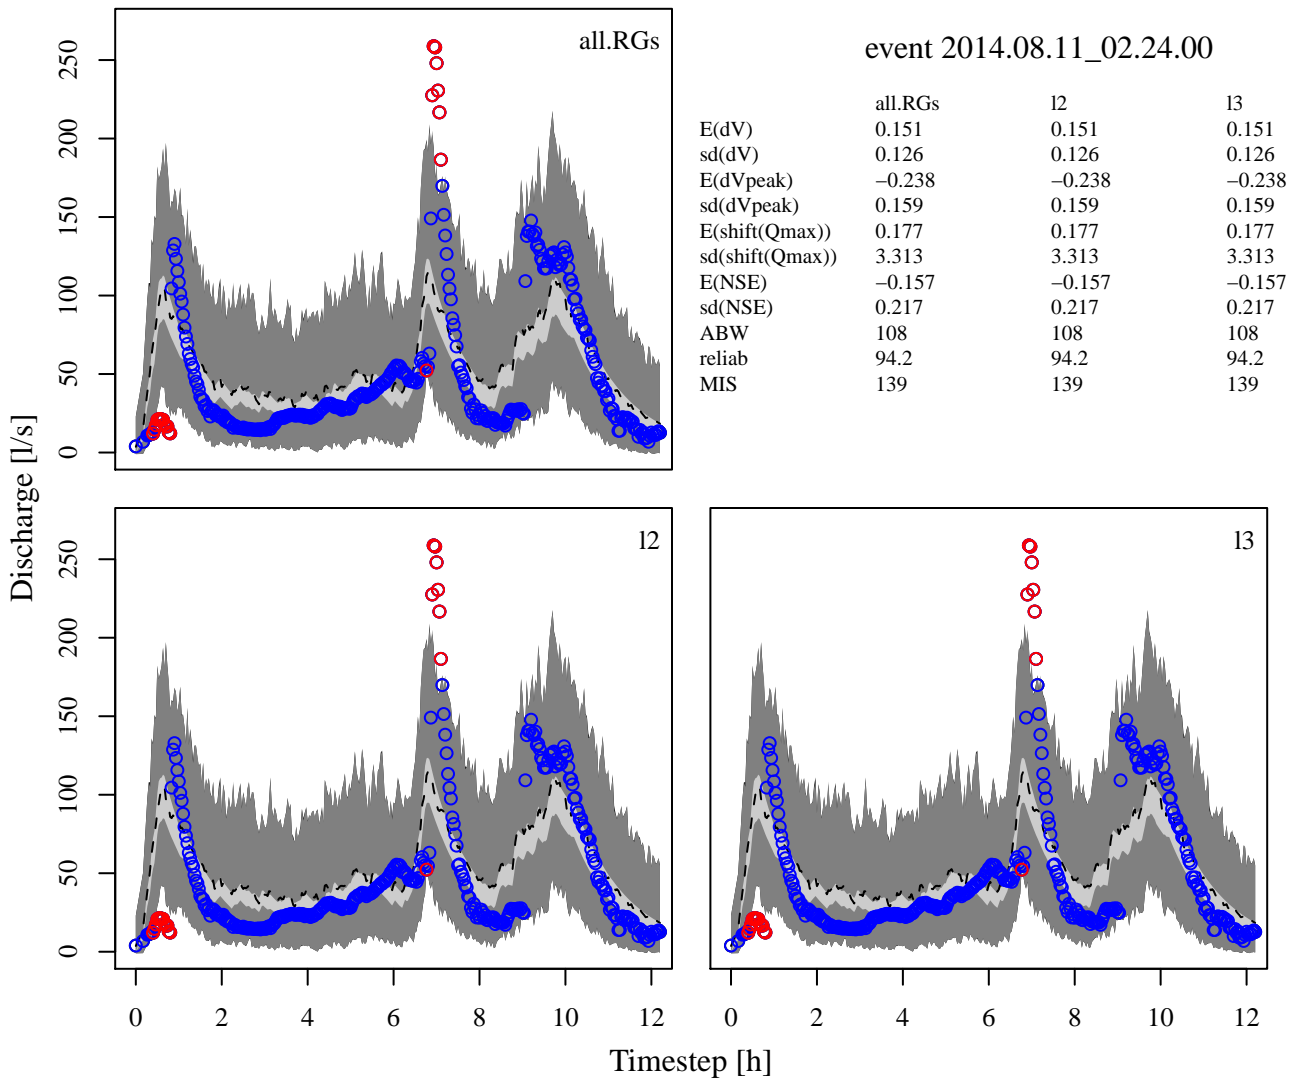 all.RGs
event 2014.08.11_02.24.00
all.RGs l2 l3
E(dV) 0.151 0.151 0.151
sd(dV) 0.126 0.126 0.126
E(dVpeak) −0.238 −0.238 −0.238
sd(dVpeak) 0.159 0.159 0.159
E(shift(Qmax)) 0.177 0.177 0.177
sd(shift(Qmax)) 3.313 3.313 3.313
E(NSE) −0.157 −0.157 −0.157
sd(NSE) 0.217 0.217 0.217
ABW 108 108 108
reliab 94.2 94.2 94.2
MIS 139 139 139
0 50 100 150 200 250
Discharge [l/s]
l2
l3
0 50 100 150 200 250
0 2 4 6 8 10 12
0 2 4 6 8 10 12
Timestep [h]